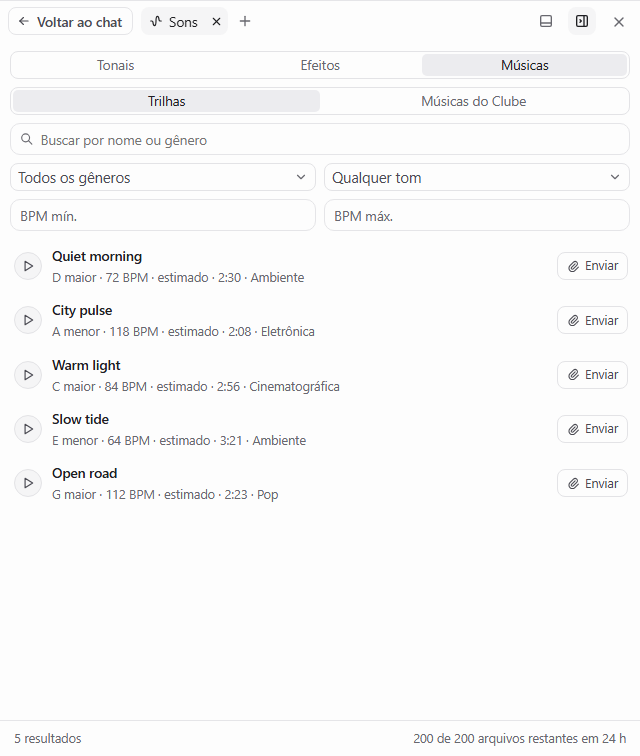 Voltar ao chat
Sons
Tonais Efeitos Músicas
Trilhas Músicas do Clube
Buscar por nome ou gênero
Todos os gêneros Qualquer tom
BPM mín. BPM máx.
Quiet morning
D maior · 72 BPM · estimado · 2:30 · Ambiente
Enviar
City pulse
A menor · 118 BPM · estimado · 2:08 · Eletrônica
Enviar
Warm light
C maior · 84 BPM · estimado · 2:56 · Cinematográfica
Enviar
Slow tide
E menor · 64 BPM · estimado · 3:21 · Ambiente
Enviar
Open road
G maior · 112 BPM · estimado · 2:23 · Pop
Enviar
5 resultados 200 de 200 arquivos restantes em 24 h